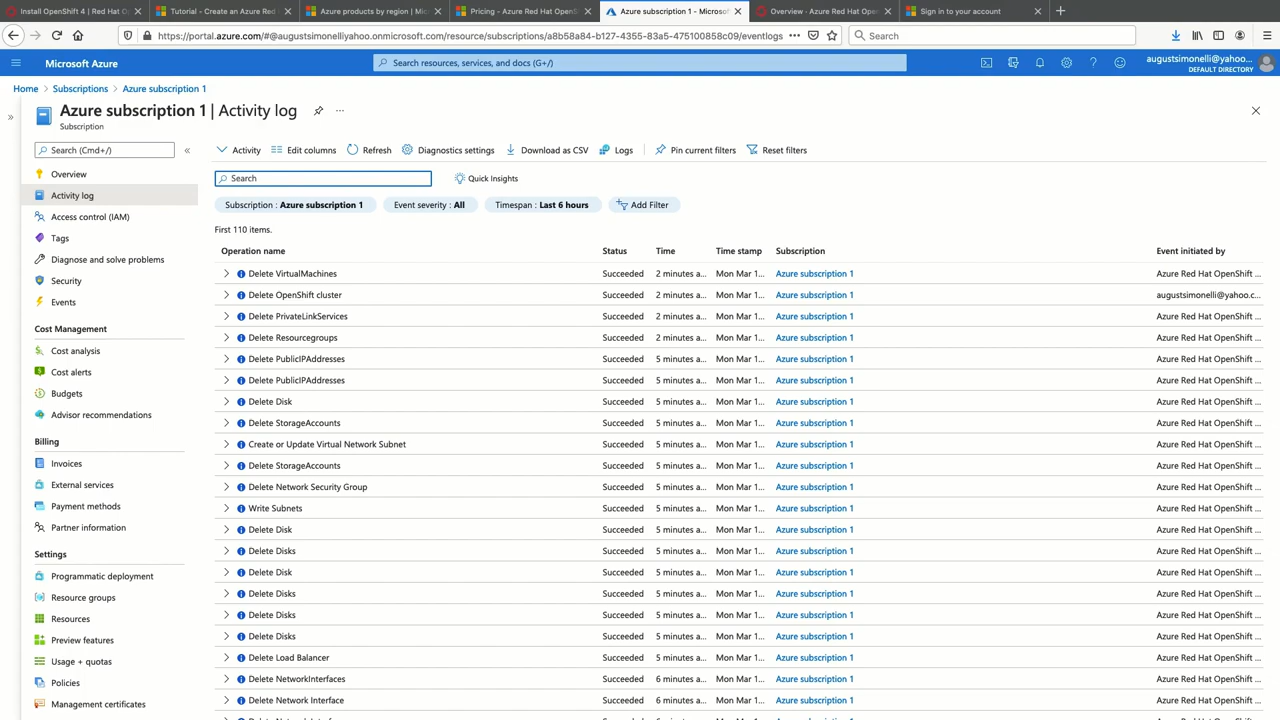 Install OpenShift 4 | Red Hat O
Tutorial - Create an Azure Red
Azure products by region | Mic
Pricing - Azure Red Hat OpenSh
Azure subscription 1 - Microsof
Overview - Azure Red Hat Open
Sign in to your account
https://portal.azure.com/#@augustsimonelliyahoo.onmicrosoft.com/resource/subscriptions/a8b58a84-b127-4355-83a5-475100858c09/eventlogs
Search
Microsoft Azure
Search resources, services, and docs (G+/)
augustsimonelli@yahoo....
DEFAULT DIRECTORY
Home > Subscriptions > Azure subscription 1
Azure subscription 1 | Activity log
Subscription
Search (Cmd+/)
Overview
Activity log
Access control (IAM)
Tags
Diagnose and solve problems
Security
Events
Cost Management
Cost analysis
Cost alerts
Budgets
Advisor recommendations
Billing
Invoices
External services
Payment methods
Partner information
Settings
Programmatic deployment
Resource groups
Resources
Preview features
Usage + quotas
Policies
Management certificates
Activity Edit columns Refresh Diagnostics settings Download as CSV Logs Pin current filters Reset filters
Search Quick Insights
Subscription : Azure subscription 1 Event severity : All Timespan : Last 6 hours Add Filter
First 110 items.
Operation name Status Time Time stamp Subscription Event initiated by
Delete VirtualMachines Succeeded 2 minutes a... Mon Mar 1... Azure subscription 1 Azure Red Hat OpenShift ...
Delete OpenShift cluster Succeeded 2 minutes a... Mon Mar 1... Azure subscription 1 augustsimonelli@yahoo.c...
Delete PrivateLinkServices Succeeded 2 minutes a... Mon Mar 1... Azure subscription 1 Azure Red Hat OpenShift ...
Delete Resourcegroups Succeeded 2 minutes a... Mon Mar 1... Azure subscription 1 Azure Red Hat OpenShift ...
Delete PublicIPAddresses Succeeded 5 minutes a... Mon Mar 1... Azure subscription 1 Azure Red Hat OpenShift ...
Delete PublicIPAddresses Succeeded 5 minutes a... Mon Mar 1... Azure subscription 1 Azure Red Hat OpenShift ...
Delete Disk Succeeded 5 minutes a... Mon Mar 1... Azure subscription 1 Azure Red Hat OpenShift ...
Delete StorageAccounts Succeeded 5 minutes a... Mon Mar 1... Azure subscription 1 Azure Red Hat OpenShift ...
Create or Update Virtual Network Subnet Succeeded 5 minutes a... Mon Mar 1... Azure subscription 1 Azure Red Hat OpenShift ...
Delete StorageAccounts Succeeded 5 minutes a... Mon Mar 1... Azure subscription 1 Azure Red Hat OpenShift ...
Delete Network Security Group Succeeded 5 minutes a... Mon Mar 1... Azure subscription 1 Azure Red Hat OpenShift ...
Write Subnets Succeeded 5 minutes a... Mon Mar 1... Azure subscription 1 Azure Red Hat OpenShift ...
Delete Disk Succeeded 5 minutes a... Mon Mar 1... Azure subscription 1 Azure Red Hat OpenShift ...
Delete Disks Succeeded 5 minutes a... Mon Mar 1... Azure subscription 1 Azure Red Hat OpenShift ...
Delete Disk Succeeded 5 minutes a... Mon Mar 1... Azure subscription 1 Azure Red Hat OpenShift ...
Delete Disks Succeeded 5 minutes a... Mon Mar 1... Azure subscription 1 Azure Red Hat OpenShift ...
Delete Disks Succeeded 5 minutes a... Mon Mar 1... Azure subscription 1 Azure Red Hat OpenShift ...
Delete Disks Succeeded 5 minutes a... Mon Mar 1... Azure subscription 1 Azure Red Hat OpenShift ...
Delete Load Balancer Succeeded 5 minutes a... Mon Mar 1... Azure subscription 1 Azure Red Hat OpenShift ...
Delete NetworkInterfaces Succeeded 6 minutes a... Mon Mar 1... Azure subscription 1 Azure Red Hat OpenShift ...
Delete Network Interface Succeeded 6 minutes a... Mon Mar 1... Azure subscription 1 Azure Red Hat OpenShift ...